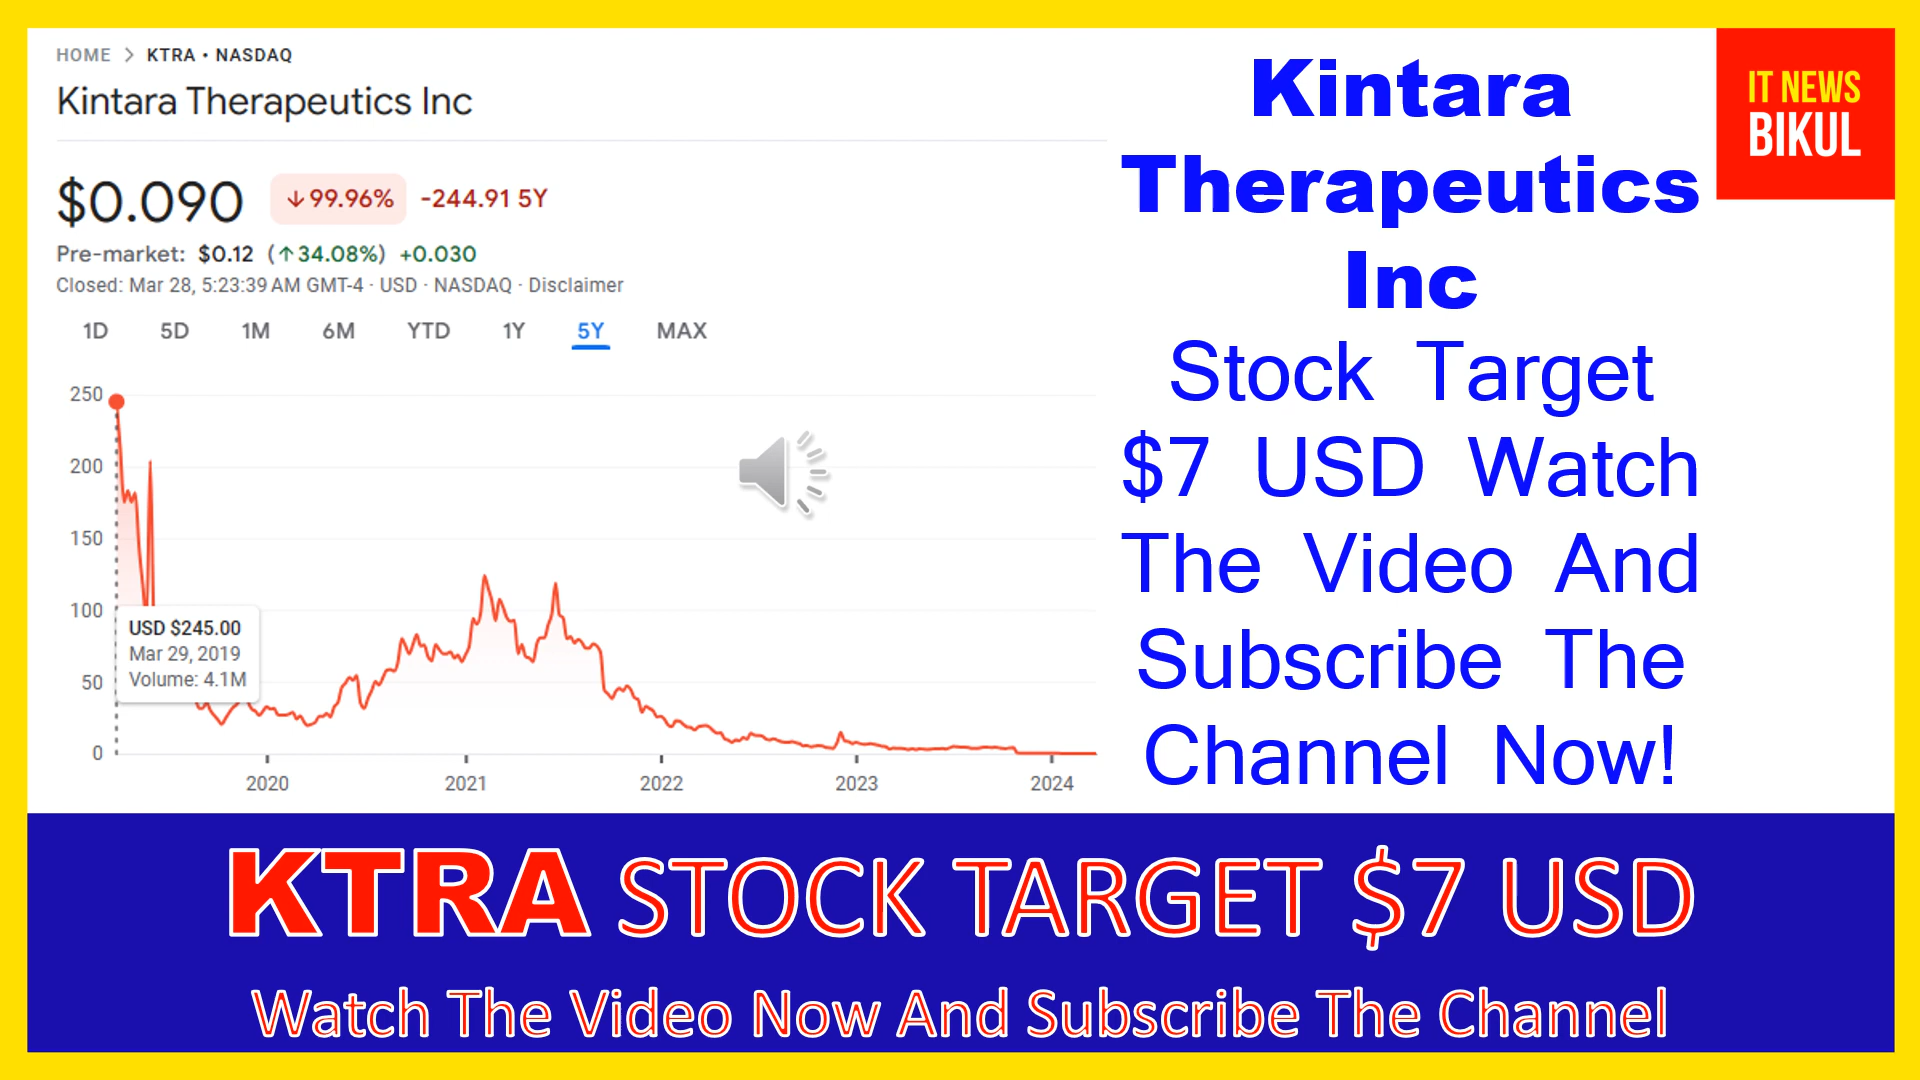 HOME > KTRA • NASDAQ
Kintara Therapeutics Inc
$0.090 ↓99.96% -244.91 5Y
Pre-market: $0.12 (↑34.08%) +0.030
Closed: Mar 28, 5:23:39 AM GMT-4 · USD · NASDAQ · Disclaimer
1D 5D 1M 6M YTD 1Y 5Y MAX
250
200
150
100
50
0
USD $245.00
Mar 29, 2019
Volume: 4.1M
2020 2021 2022 2023 2024
Kintara
Therapeutics
Inc
Stock Target
$7 USD Watch
The Video And
Subscribe The
Channel Now!
IT NEWS
BIKUL
KTRA STOCK TARGET $7 USD
Watch The Video Now And Subscribe The Channel